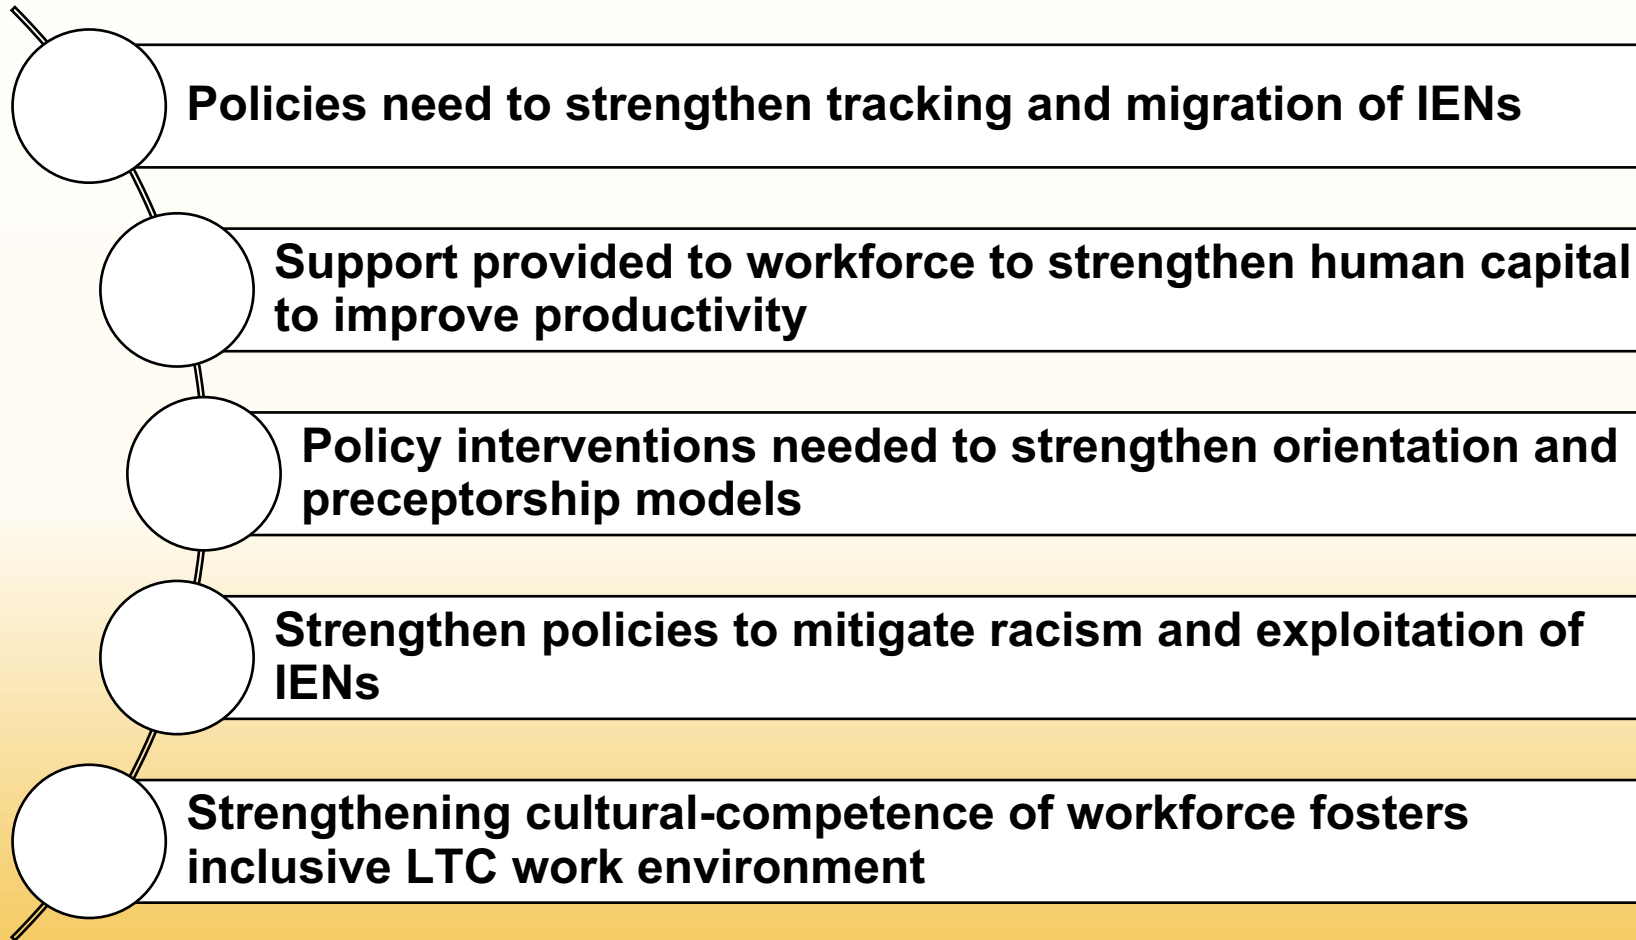 Policies need to strengthen tracking and migration of IENs
Support provided to workforce to strengthen human capital
to improve productivity
Policy interventions needed to strengthen orientation and
preceptorship models
Strengthen policies to mitigate racism and exploitation of
IENs
Strengthening cultural-competence of workforce fosters
inclusive LTC work environment